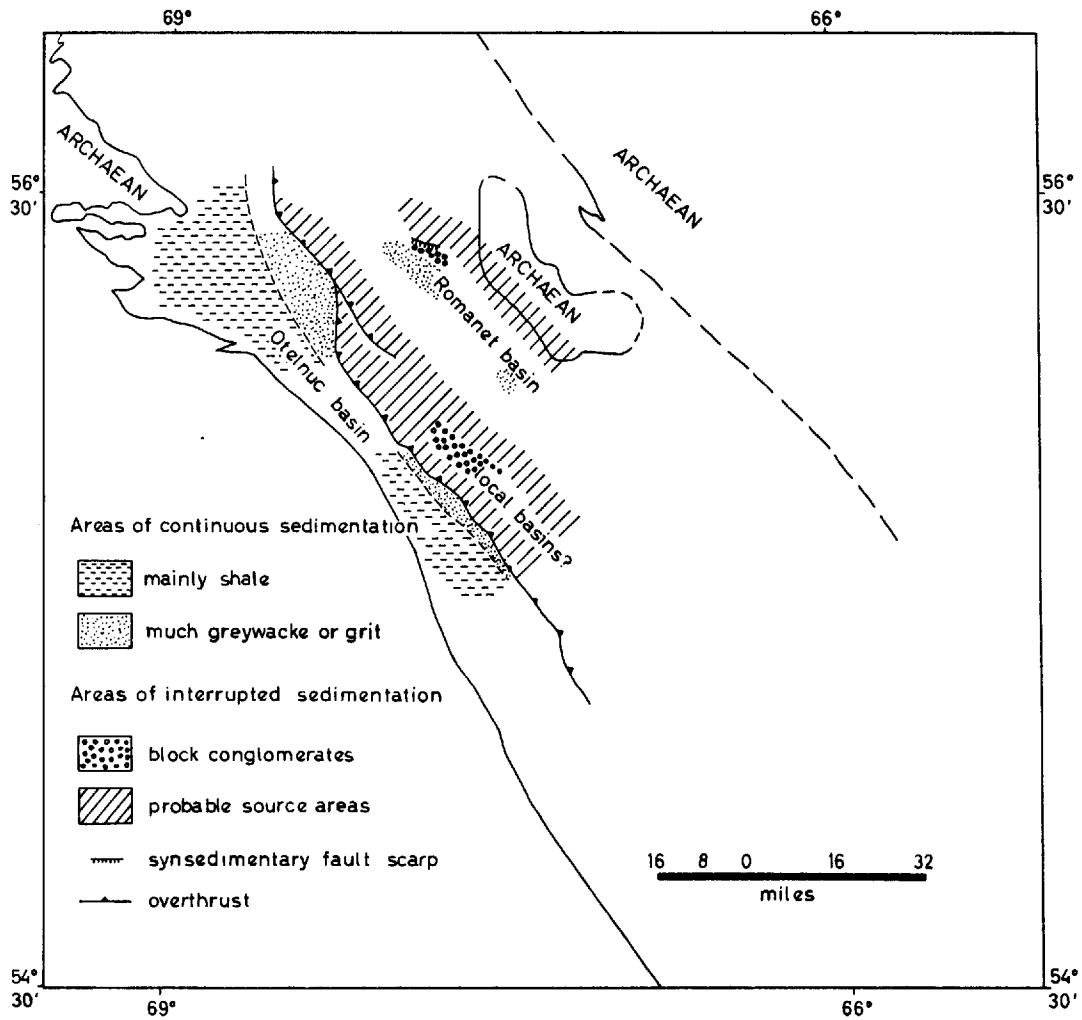 69°
66°
ARCHAEAN
ARCHAEAN
56°
30'
56°
30'
ARCHAEAN
Romanet basin
Otelnuc basin
local basins?
Areas of continuous sedimentation
mainly shale
much greywacke or grit
Areas of interrupted sedimentation
block conglomerates
probable source areas
synsedimentary fault scarp
overthrust
16 8 0 16 32
miles
54°
30'
54°
30'
69°
66°